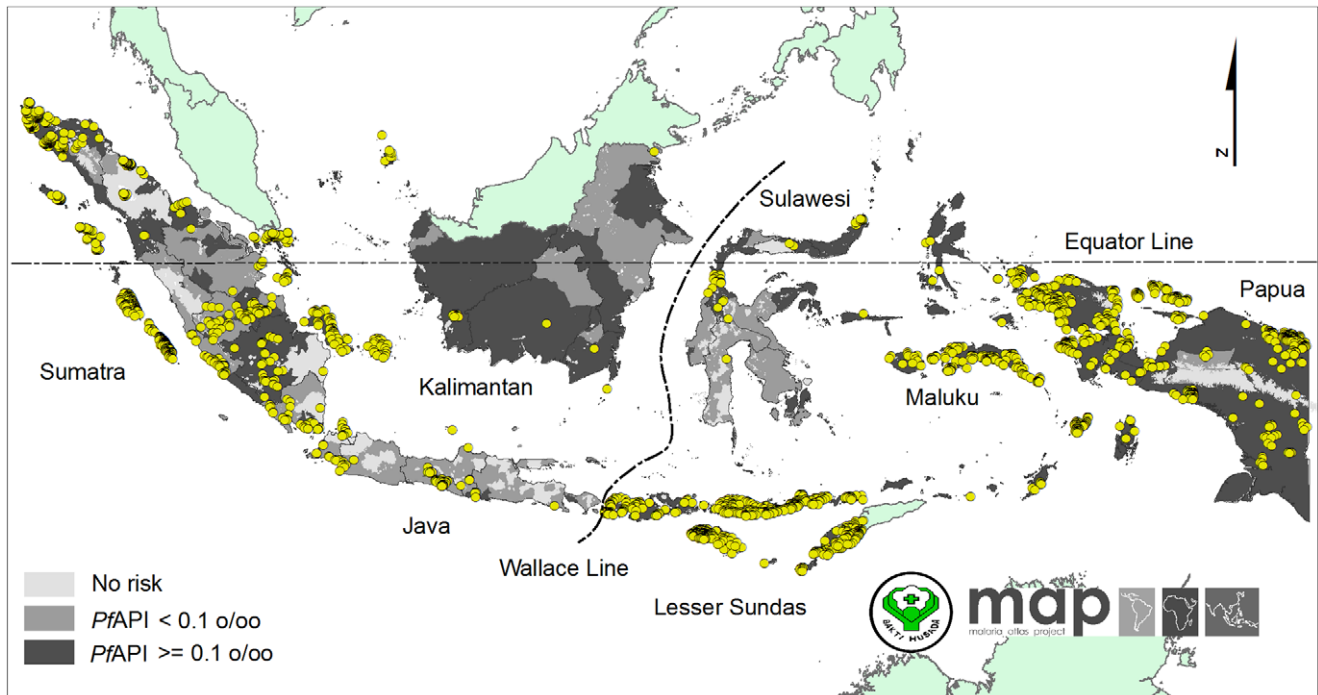 N
Sulawesi
Equator Line
Papua
Sumatra
Kalimantan
Maluku
Java
Wallace Line
Lesser Sundas
No risk
PfAPI < 0.1 o/oo
PfAPI >= 0.1 o/oo
BAKTI HUSADA
map
malaria atlas project